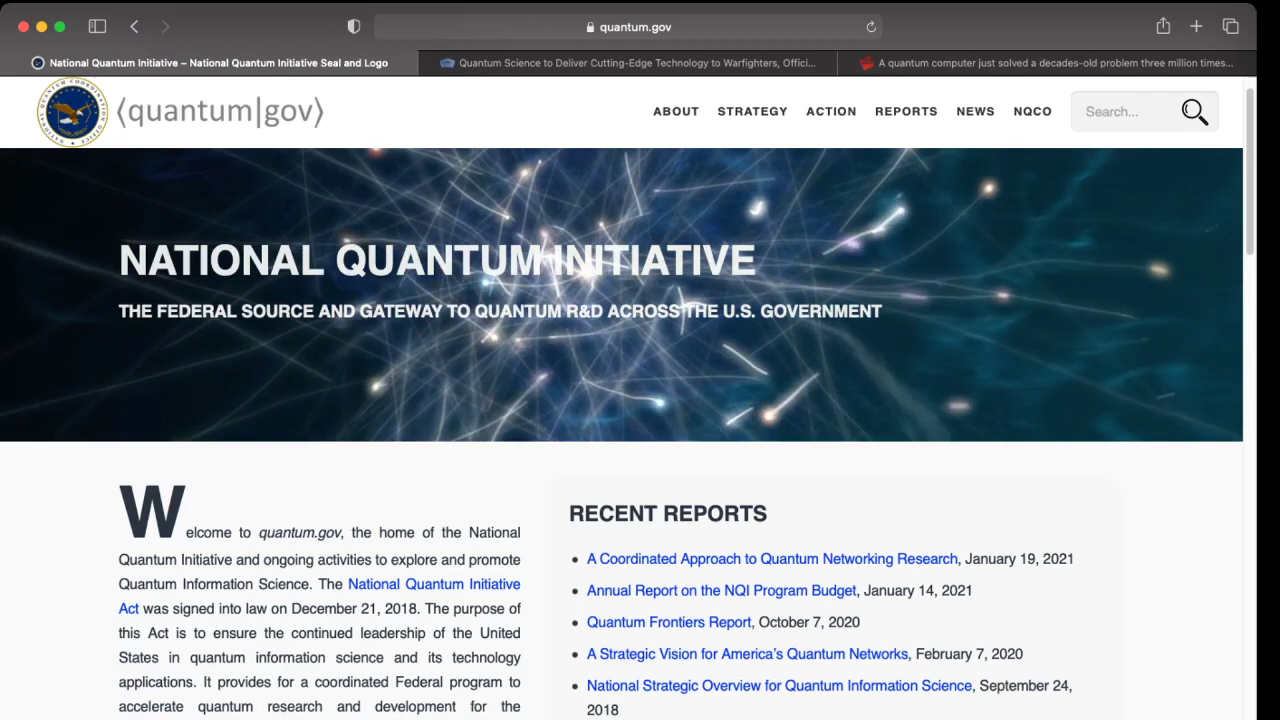 quantum.gov
National Quantum Initiative – National Quantum Initiative Seal and Logo
Quantum Science to Deliver Cutting-Edge Technology to Warfighters, Offici...
A quantum computer just solved a decades-old problem three million times...
⟨quantum|gov⟩
ABOUT STRATEGY ACTION REPORTS NEWS NQCO
Search...
NATIONAL QUANTUM INITIATIVE
THE FEDERAL SOURCE AND GATEWAY TO QUANTUM R&D ACROSS THE U.S. GOVERNMENT
Welcome to quantum.gov, the home of the National
Quantum Initiative and ongoing activities to explore and promote
Quantum Information Science. The National Quantum Initiative
Act was signed into law on December 21, 2018. The purpose of
this Act is to ensure the continued leadership of the United
States in quantum information science and its technology
applications. It provides for a coordinated Federal program to
accelerate quantum research and development for the
RECENT REPORTS
• A Coordinated Approach to Quantum Networking Research, January 19, 2021
• Annual Report on the NQI Program Budget, January 14, 2021
• Quantum Frontiers Report, October 7, 2020
• A Strategic Vision for America's Quantum Networks, February 7, 2020
• National Strategic Overview for Quantum Information Science, September 24,
2018